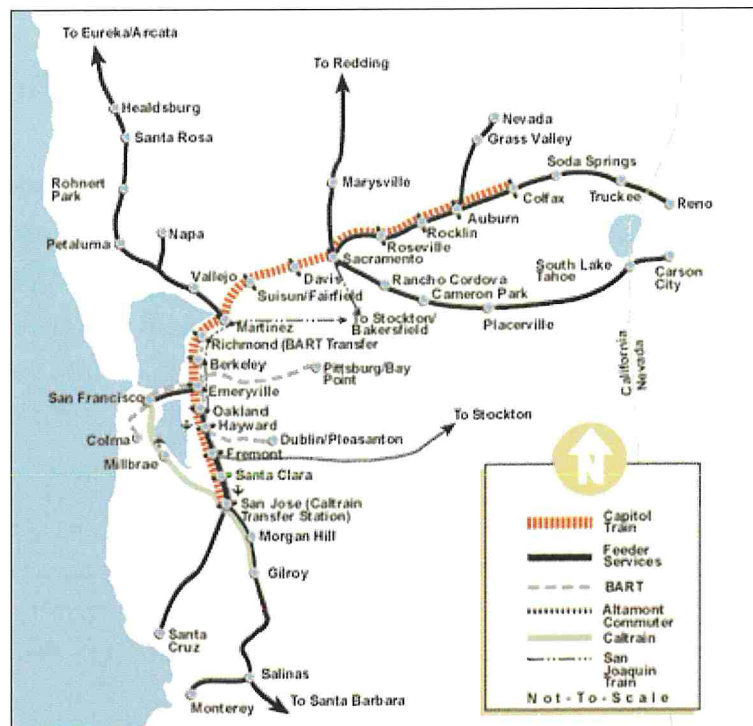 To Eureka/Arcata
To Redding
Healdsburg
Santa Rosa
Nevada
Grass Valley
Soda Springs
Rohnert
Park
Marysville
Colfax
Truckee
Reno
Auburn
Rocklin
Roseville
Petaluma
Napa
Sacramento
Vallejo
Davis
Suisun/Fairfield
Rancho Cordova
Cameron Park
South Lake
Tahoe
Carson
City
Placerville
To Stockton/
Bakersfield
Martinez
Richmond (BART Transfer
Berkeley
Pittsburg/Bay
Point
California
Nevada
San Francisco
Emeryville
Oakland
Hayward
To Stockton
Colma
Dublin/Pleasanton
Millbrae
Fremont
Santa Clara
San Jose (Caltrain
Transfer Station)
Morgan Hill
Gilroy
Santa
Cruz
Salinas
Monterey
To Santa Barbara
N
Capitol
Train
Feeder
Services
BART
Altamont
Commuter
Caltrain
San
Joaquin
Train
Not-To-Scale